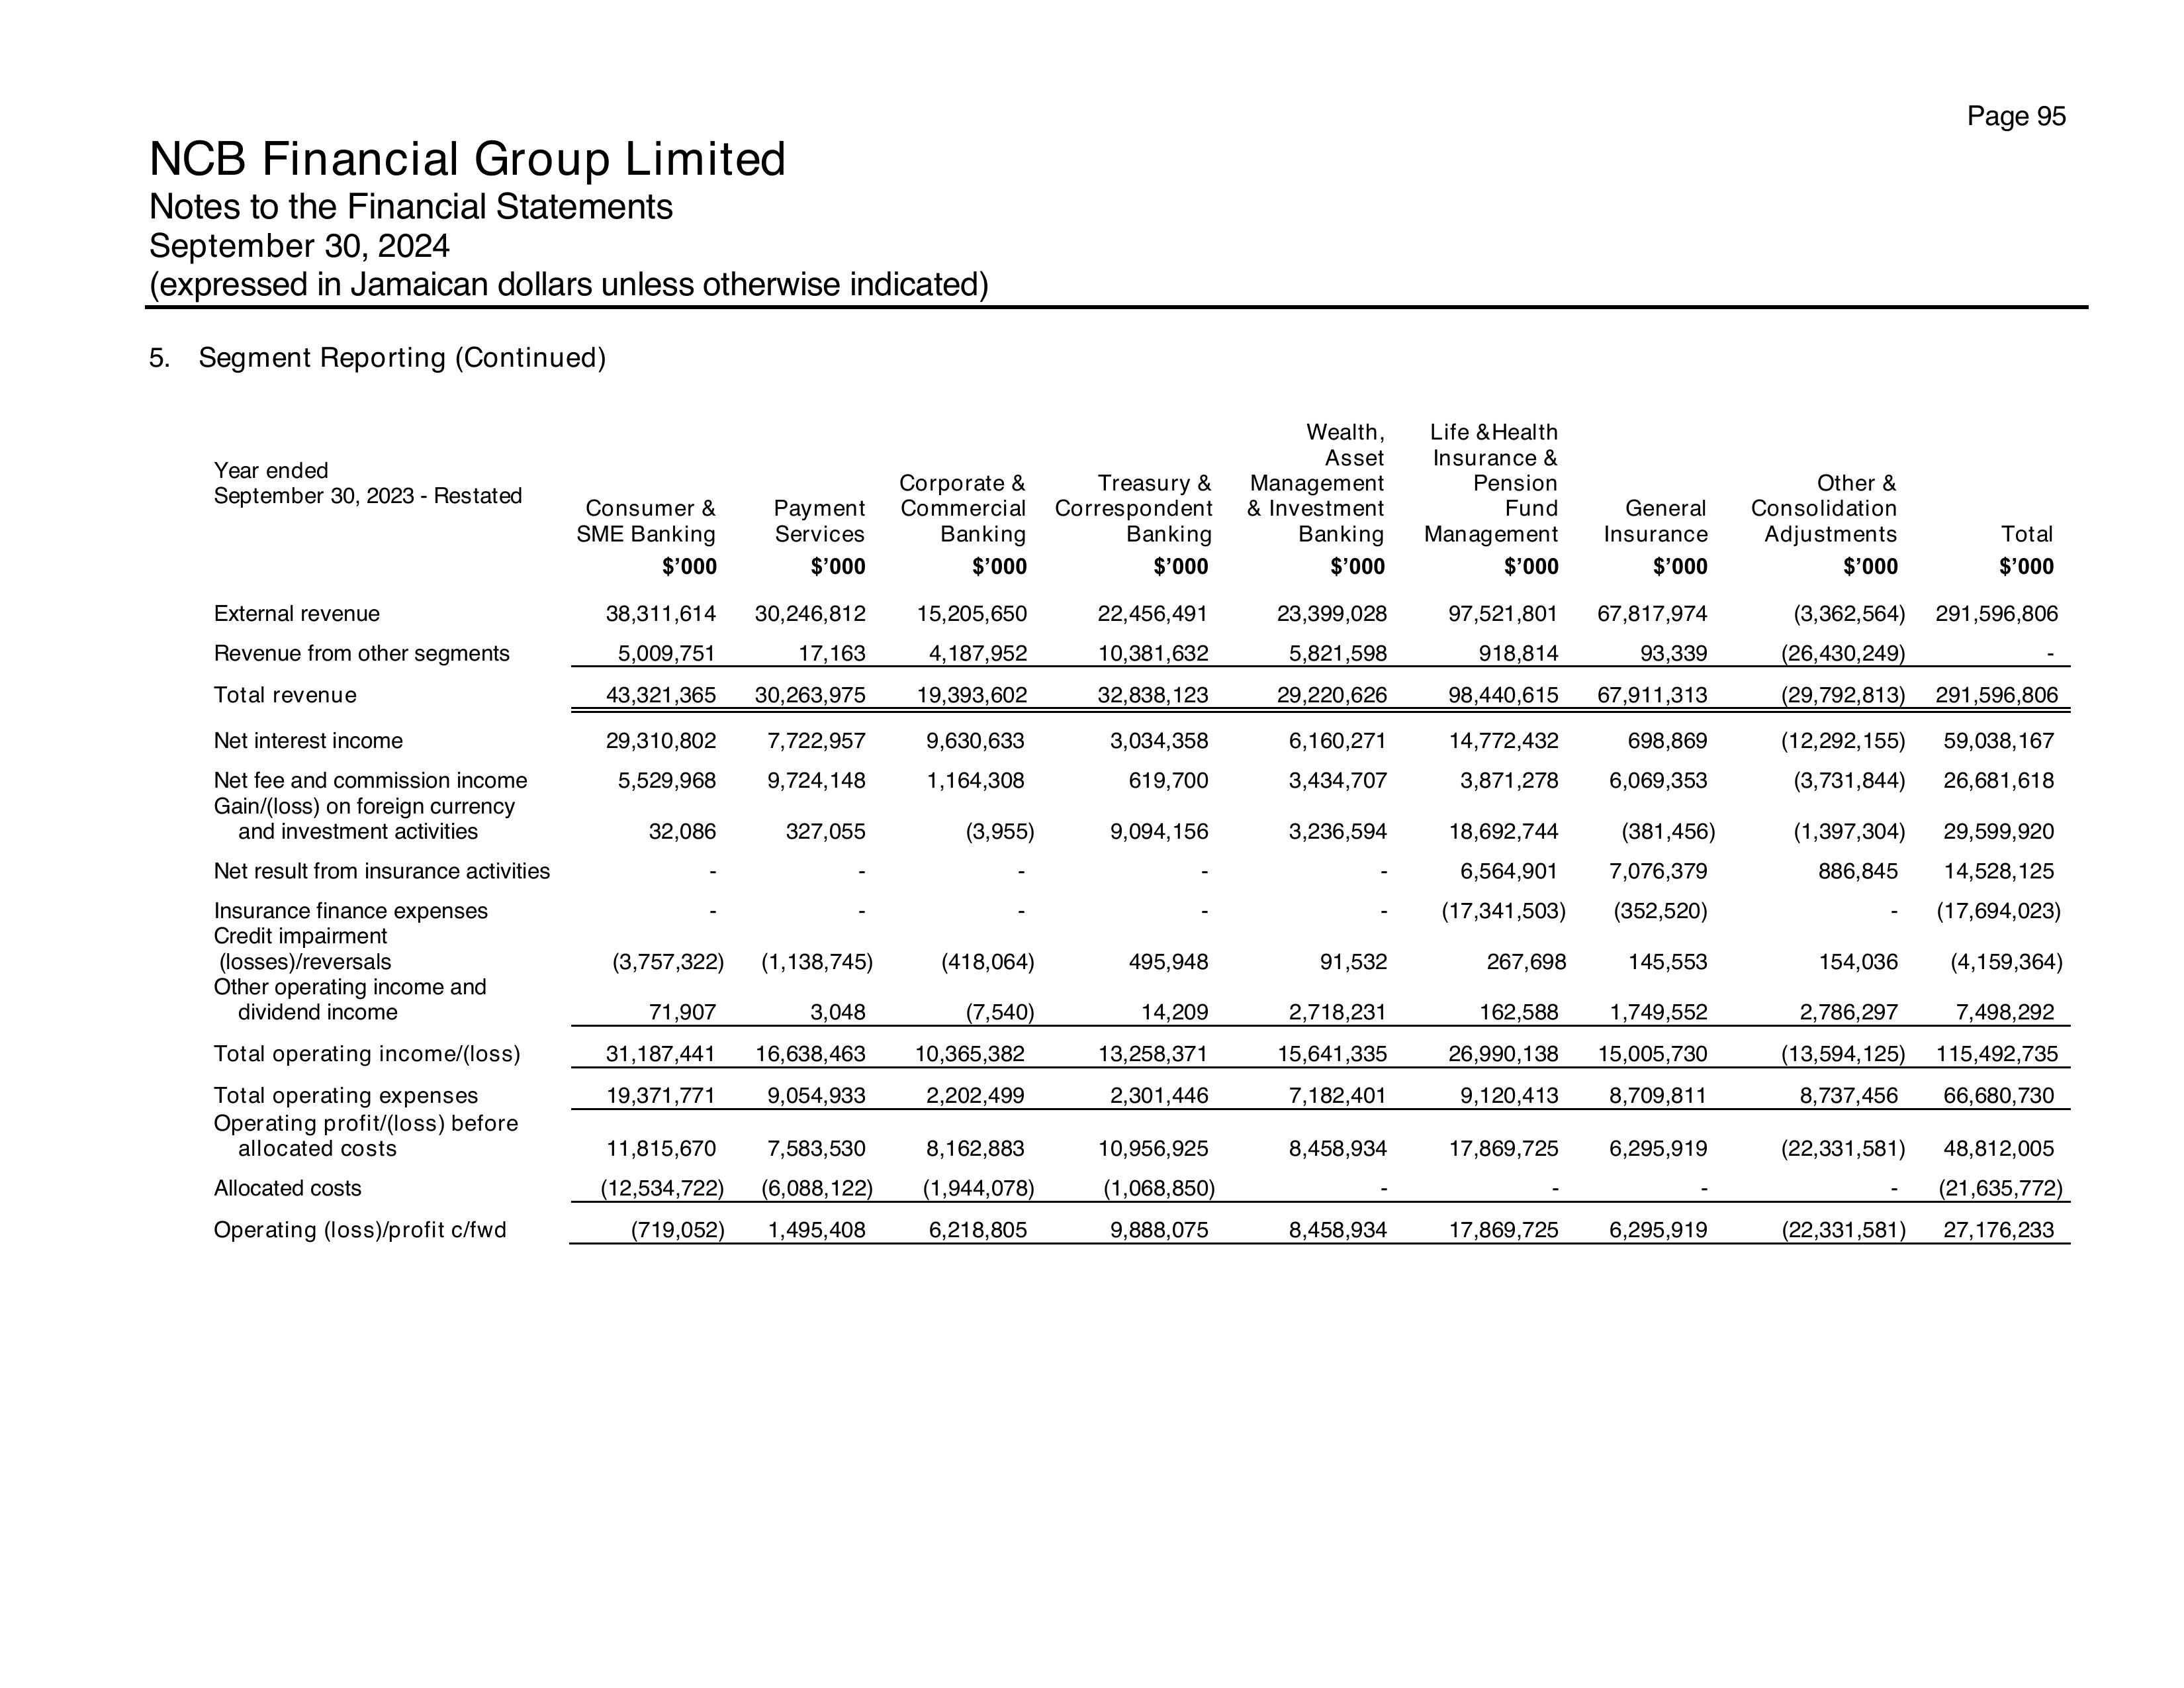 Page 95
NCB Financial Group Limited
Notes to the Financial Statements
September 30, 2024
(expressed in Jamaican dollars unless otherwise indicated)
5. Segment Reporting (Continued)
Year ended
September 30, 2023 - Restated
Consumer &
SME Banking
Payment
Services
Corporate &
Commercial
Banking
Treasury &
Correspondent
Banking
Wealth,
Asset
Management
& Investment
Banking
Life &Health
Insurance &
Pension
Fund
Management
General
Insurance
Other &
Consolidation
Adjustments
Total
$’000 $’000 $’000 $’000 $’000 $’000 $’000 $’000 $’000
External revenue 38,311,614 30,246,812 15,205,650 22,456,491 23,399,028 97,521,801 67,817,974 (3,362,564) 291,596,806
Revenue from other segments 5,009,751 17,163 4,187,952 10,381,632 5,821,598 918,814 93,339 (26,430,249) -
Total revenue 43,321,365 30,263,975 19,393,602 32,838,123 29,220,626 98,440,615 67,911,313 (29,792,813) 291,596,806
Net interest income 29,310,802 7,722,957 9,630,633 3,034,358 6,160,271 14,772,432 698,869 (12,292,155) 59,038,167
Net fee and commission income 5,529,968 9,724,148 1,164,308 619,700 3,434,707 3,871,278 6,069,353 (3,731,844) 26,681,618
Gain/(loss) on foreign currency
and investment activities 32,086 327,055 (3,955) 9,094,156 3,236,594 18,692,744 (381,456) (1,397,304) 29,599,920
Net result from insurance activities - - - - - 6,564,901 7,076,379 886,845 14,528,125
Insurance finance expenses - - - - - (17,341,503) (352,520) - (17,694,023)
Credit impairment
(losses)/reversals (3,757,322) (1,138,745) (418,064) 495,948 91,532 267,698 145,553 154,036 (4,159,364)
Other operating income and
dividend income 71,907 3,048 (7,540) 14,209 2,718,231 162,588 1,749,552 2,786,297 7,498,292
Total operating income/(loss) 31,187,441 16,638,463 10,365,382 13,258,371 15,641,335 26,990,138 15,005,730 (13,594,125) 115,492,735
Total operating expenses 19,371,771 9,054,933 2,202,499 2,301,446 7,182,401 9,120,413 8,709,811 8,737,456 66,680,730
Operating profit/(loss) before
allocated costs 11,815,670 7,583,530 8,162,883 10,956,925 8,458,934 17,869,725 6,295,919 (22,331,581) 48,812,005
Allocated costs (12,534,722) (6,088,122) (1,944,078) (1,068,850) - - - - (21,635,772)
Operating (loss)/profit c/fwd (719,052) 1,495,408 6,218,805 9,888,075 8,458,934 17,869,725 6,295,919 (22,331,581) 27,176,233